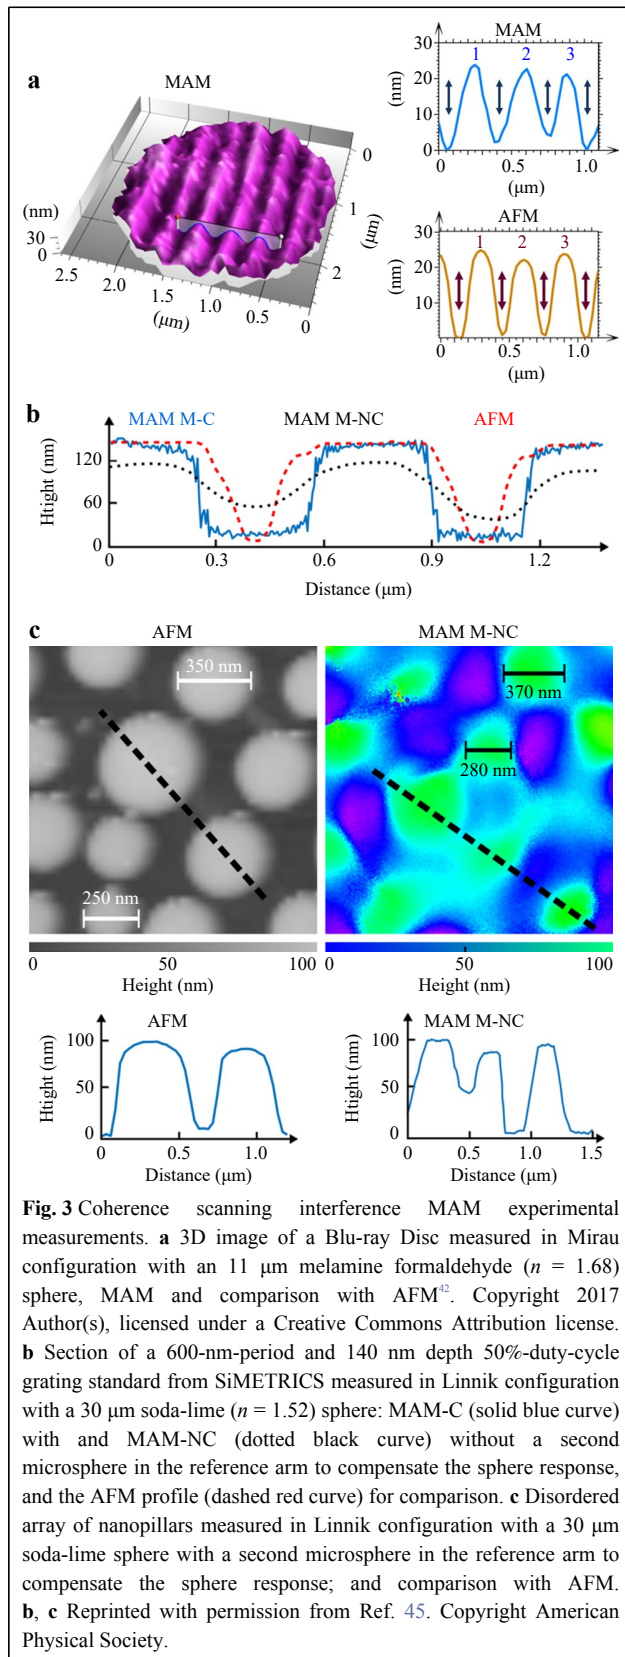 a
MAM
(nm)
30
0
2.5
2.0
1.5
1.0
0.5
0
(μm)
0
1
2
(μm)
MAM
30
20
10
0
(nm)
1 2 3
0 0.5 1.0
(μm)
AFM
30
20
10
(nm)
1 2 3
0 0.5 1.0
(μm)
b
MAM M-C MAM M-NC AFM
Htight (nm)
120
60
0
0 0.3 0.6 0.9 1.2
Distance (μm)
c
AFM MAM M-NC
350 nm
250 nm
370 nm
280 nm
0 50 100
Height (nm)
0 50 100
Height (nm)
AFM
Htight (nm)
100
50
0
0 0.5 1.0
Distance (μm)
MAM M-NC
Htight (nm)
100
50
0
0 0.5 1.0 1.5
Distance (μm)
Fig. 3 Coherence scanning interference MAM experimental
measurements. a 3D image of a Blu-ray Disc measured in Mirau
configuration with an 11 μm melamine formaldehyde (n = 1.68)
sphere, MAM and comparison with AFM42. Copyright 2017
Author(s), licensed under a Creative Commons Attribution license.
b Section of a 600-nm-period and 140 nm depth 50%-duty-cycle
grating standard from SiMETRICS measured in Linnik configuration
with a 30 μm soda-lime (n = 1.52) sphere: MAM-C (solid blue curve)
with and MAM-NC (dotted black curve) without a second
microsphere in the reference arm to compensate the sphere response,
and the AFM profile (dashed red curve) for comparison. c Disordered
array of nanopillars measured in Linnik configuration with a 30 μm
soda-lime sphere with a second microsphere in the reference arm to
compensate the sphere response; and comparison with AFM.
b, c Reprinted with permission from Ref. 45. Copyright American
Physical Society.